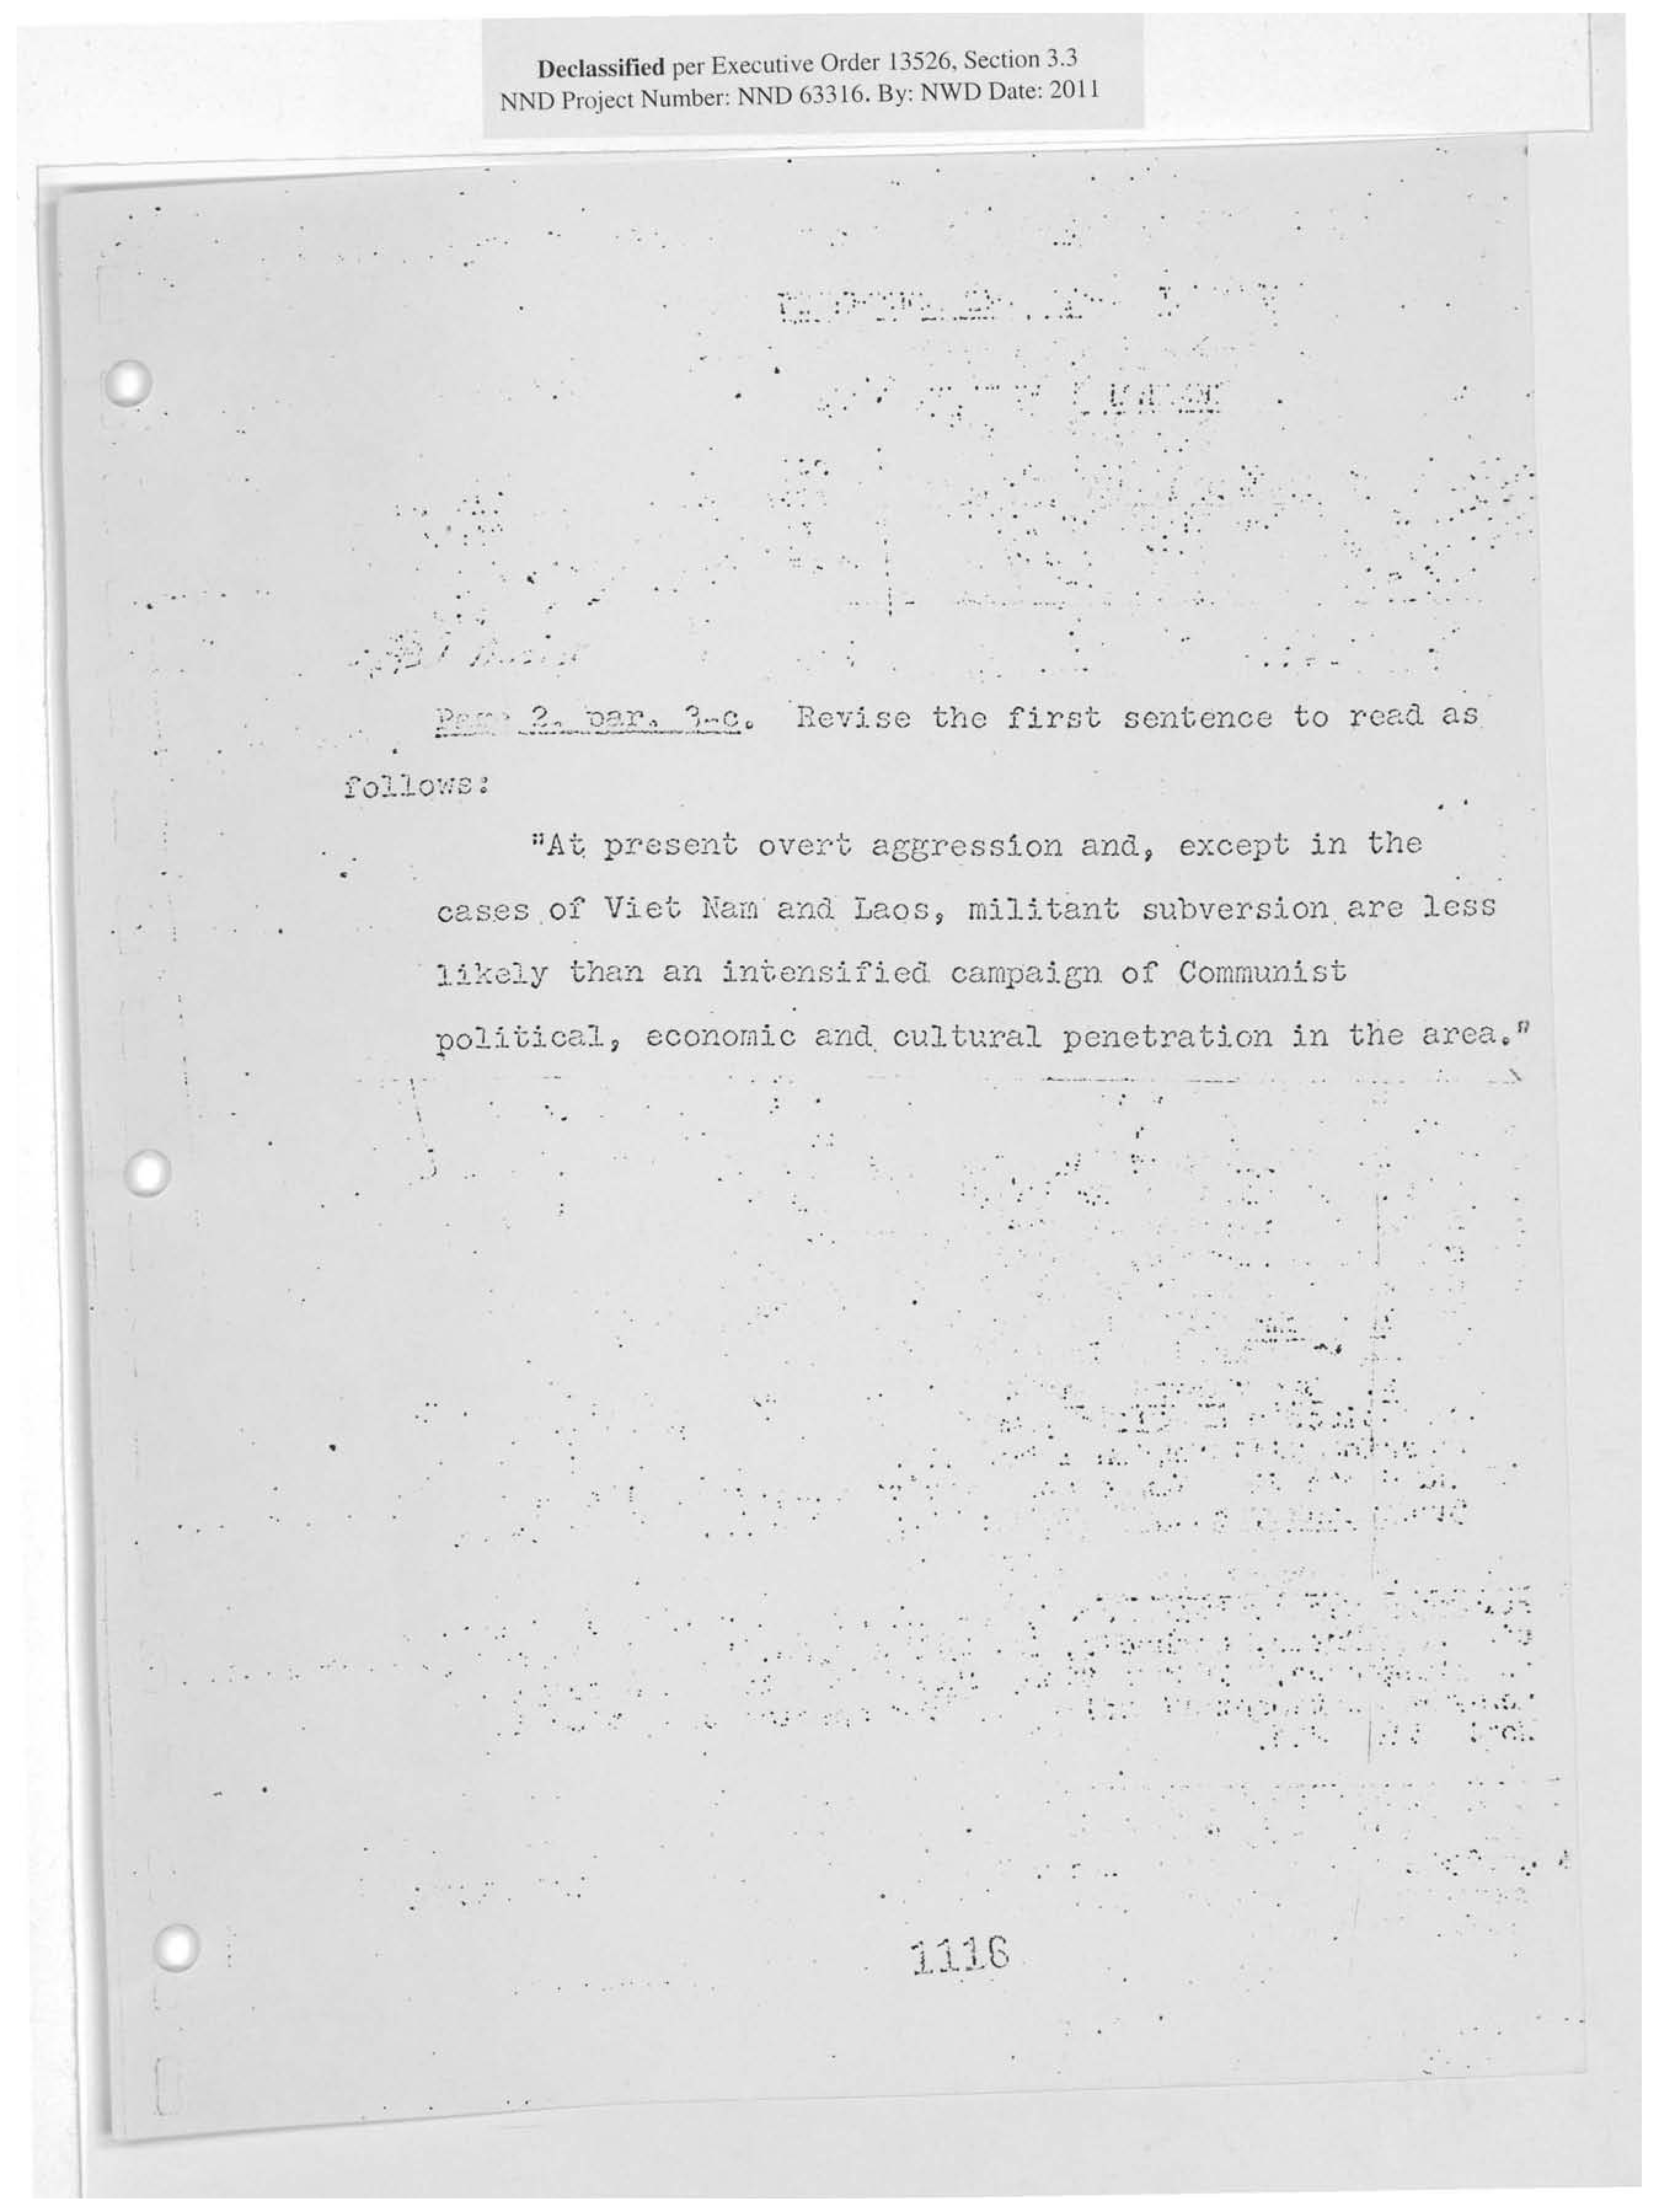 Declassified per Executive Order 13526, Section 3.3
NND Project Number: NND 63316. By: NWD Date: 2011
Page 2, par. 3-c. Revise the first sentence to read as
follows:
"At present overt aggression and, except in the
cases of Viet Nam and Laos, militant subversion are less
likely than an intensified campaign of Communist
political, economic and cultural penetration in the area."
1116